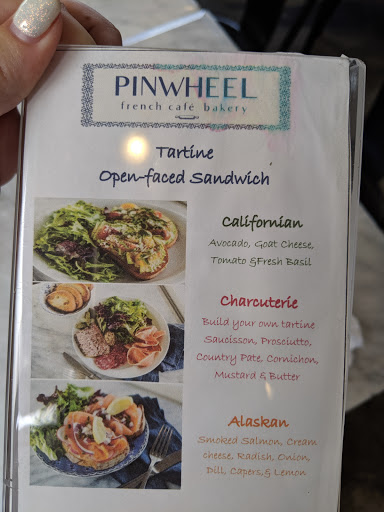 PINWHEEL
french café bakery
Tartine
Open-faced Sandwich
Californian
Avocado, Goat Cheese,
Tomato &Fresh Basil
Charcuterie
Build your own tartine
Saucisson, Prosciutto,
Country Pate, Cornichon,
Mustard & Butter
Alaskan
Smoked Salmon, Cream
cheese, Radich, Onion,
Dill, Capers & Lemon